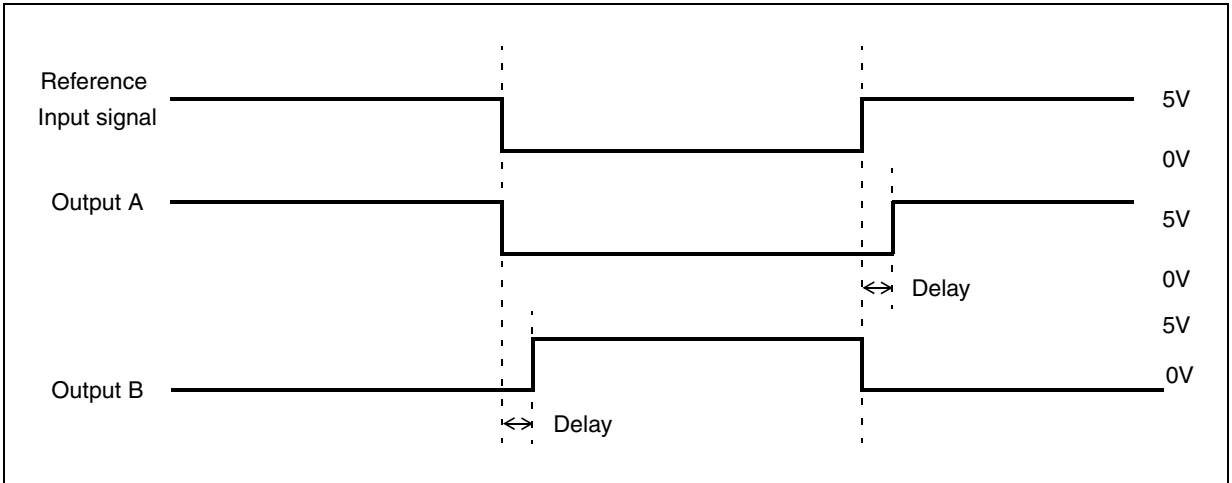 Reference
Input signal
5V
0V
Output A
5V
0V
Delay
5V
Output B
0V
Delay